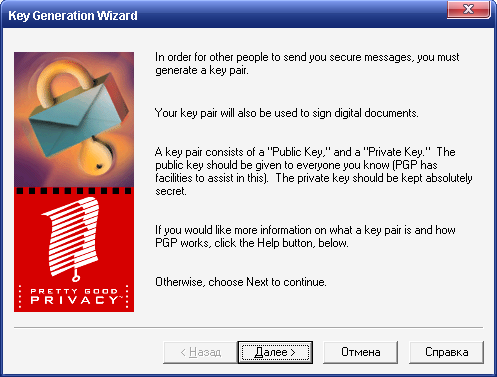 Key Generation Wizard
In order for other people to send you secure messages, you must
generate a key pair.
Your key pair will also be used to sign digital documents.
A key pair consists of a "Public Key," and a "Private Key."  The
public key should be given to everyone you know (PGP has
facilities to assist in this).  The private key should be kept absolutely
secret.
If you would like more information on what a key pair is and how
PGP works, click the Help button, below.
Otherwise, choose Next to continue.
PRETTY GOOD
PRIVACY™
< Назад Далее > Отмена Справка